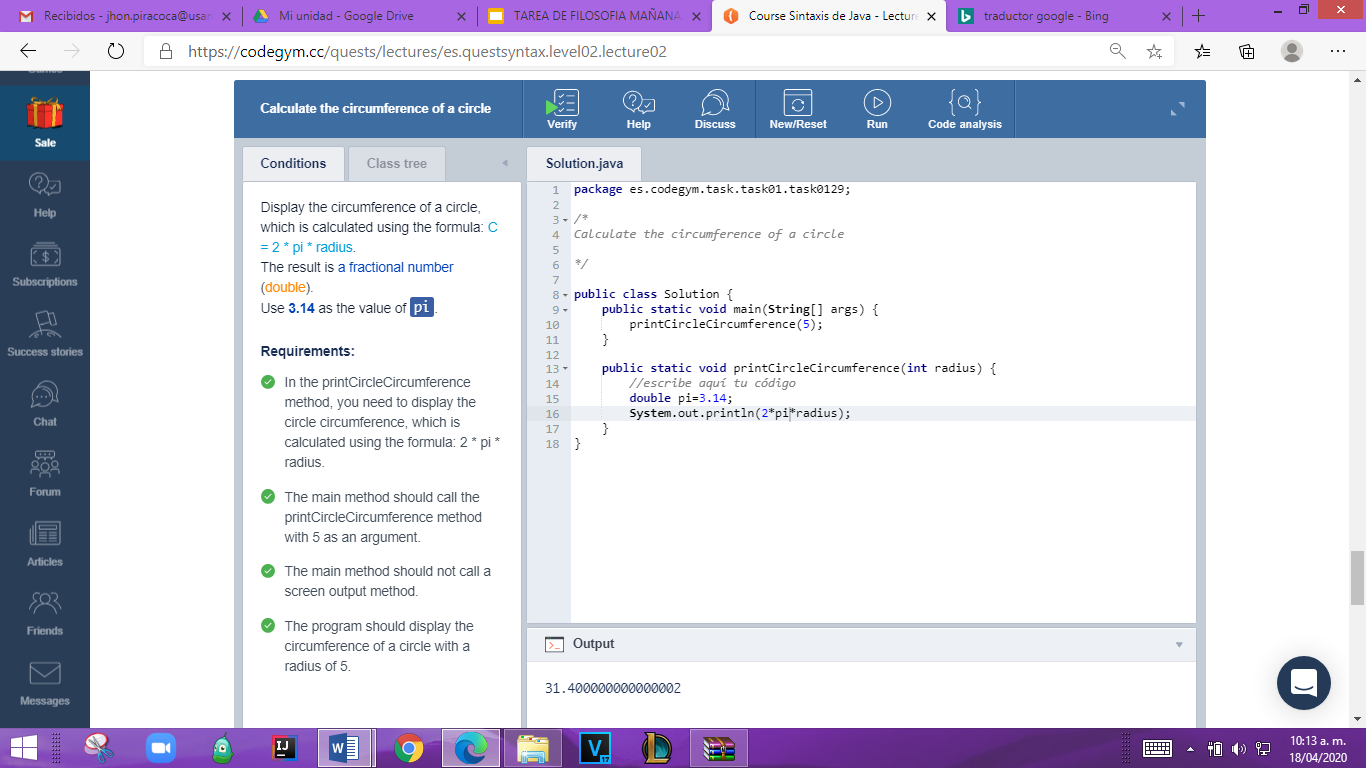 Recibidos - jhon.piracoca@usan
Mi unidad - Google Drive
TAREA DE FILOSOFIA MAÑANA
Course Sintaxis de Java - Lecture
traductor google - Bing
https://codegym.cc/quests/lectures/es.questsyntax.level02.lecture02
Games
Sale
Help
Subscriptions
Success stories
Chat
Forum
Articles
Friends
Messages
Calculate the circumference of a circle
Verify
Help
Discuss
New/Reset
Run
Code analysis
Conditions
Class tree
Display the circumference of a circle,
which is calculated using the formula: C
= 2 * pi * radius.
The result is a fractional number
(double).
Use 3.14 as the value of pi.
Requirements:
In the printCircleCircumference
method, you need to display the
circle circumference, which is
calculated using the formula: 2 * pi *
radius.
The main method should call the
printCircleCircumference method
with 5 as an argument.
The main method should not call a
screen output method.
The program should display the
circumference of a circle with a
radius of 5.
Solution.java
1 package es.codegym.task.task01.task0129;
2
3 /*
4 Calculate the circumference of a circle
5
6 */
7
8 public class Solution {
9 public static void main(String[] args) {
10 printCircleCircumference(5);
11 }
12
13 public static void printCircleCircumference(int radius) {
14 //escribe aquí tu código
15 double pi=3.14;
16 System.out.println(2*pi*radius);
17 }
18 }
Output
31.400000000000002
10:13 a. m.
18/04/2020